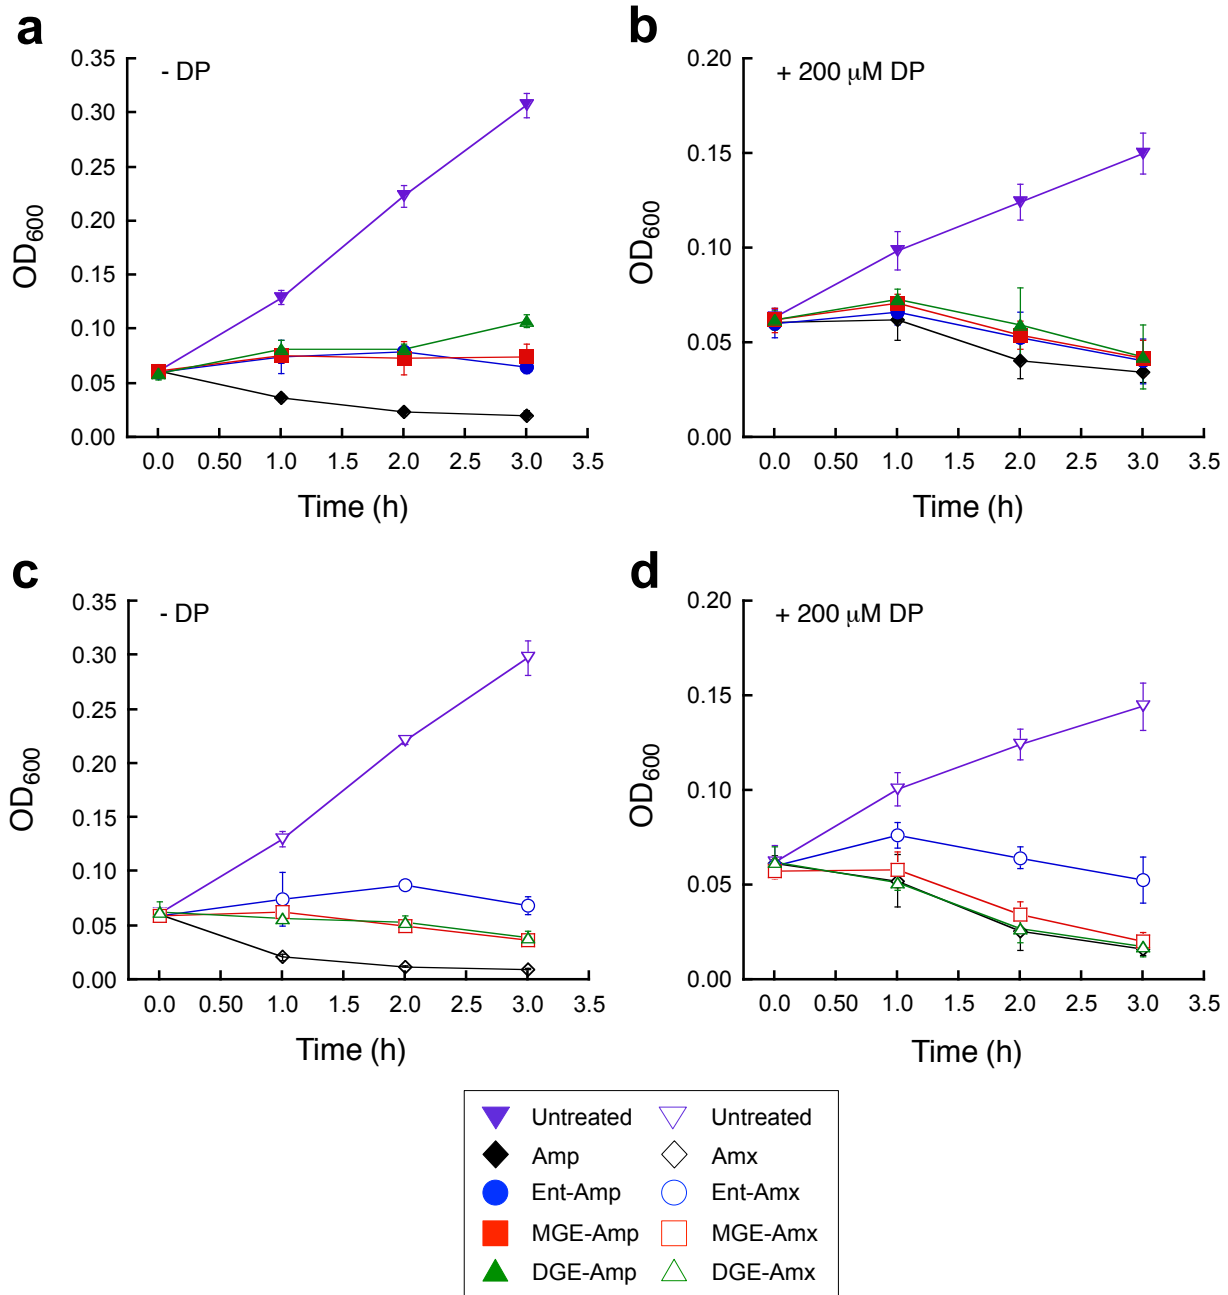 a
- DP
0.35
0.30
0.25
0.20
0.15
0.10
0.05
0.00
OD600
0.0 0.50 1.0 1.5 2.0 2.5 3.0 3.5
Time (h)
b
+ 200 μM DP
0.20
0.15
0.10
0.05
0.00
OD600
0.0 0.50 1.0 1.5 2.0 2.5 3.0 3.5
Time (h)
c
- DP
0.35
0.30
0.25
0.20
0.15
0.10
0.05
0.00
OD600
0.0 0.50 1.0 1.5 2.0 2.5 3.0 3.5
Time (h)
d
+ 200 μM DP
0.20
0.15
0.10
0.05
0.00
OD600
0.0 0.50 1.0 1.5 2.0 2.5 3.0 3.5
Time (h)
Untreated Untreated
Amp Amx
Ent-Amp Ent-Amx
MGE-Amp MGE-Amx
DGE-Amp DGE-Amx